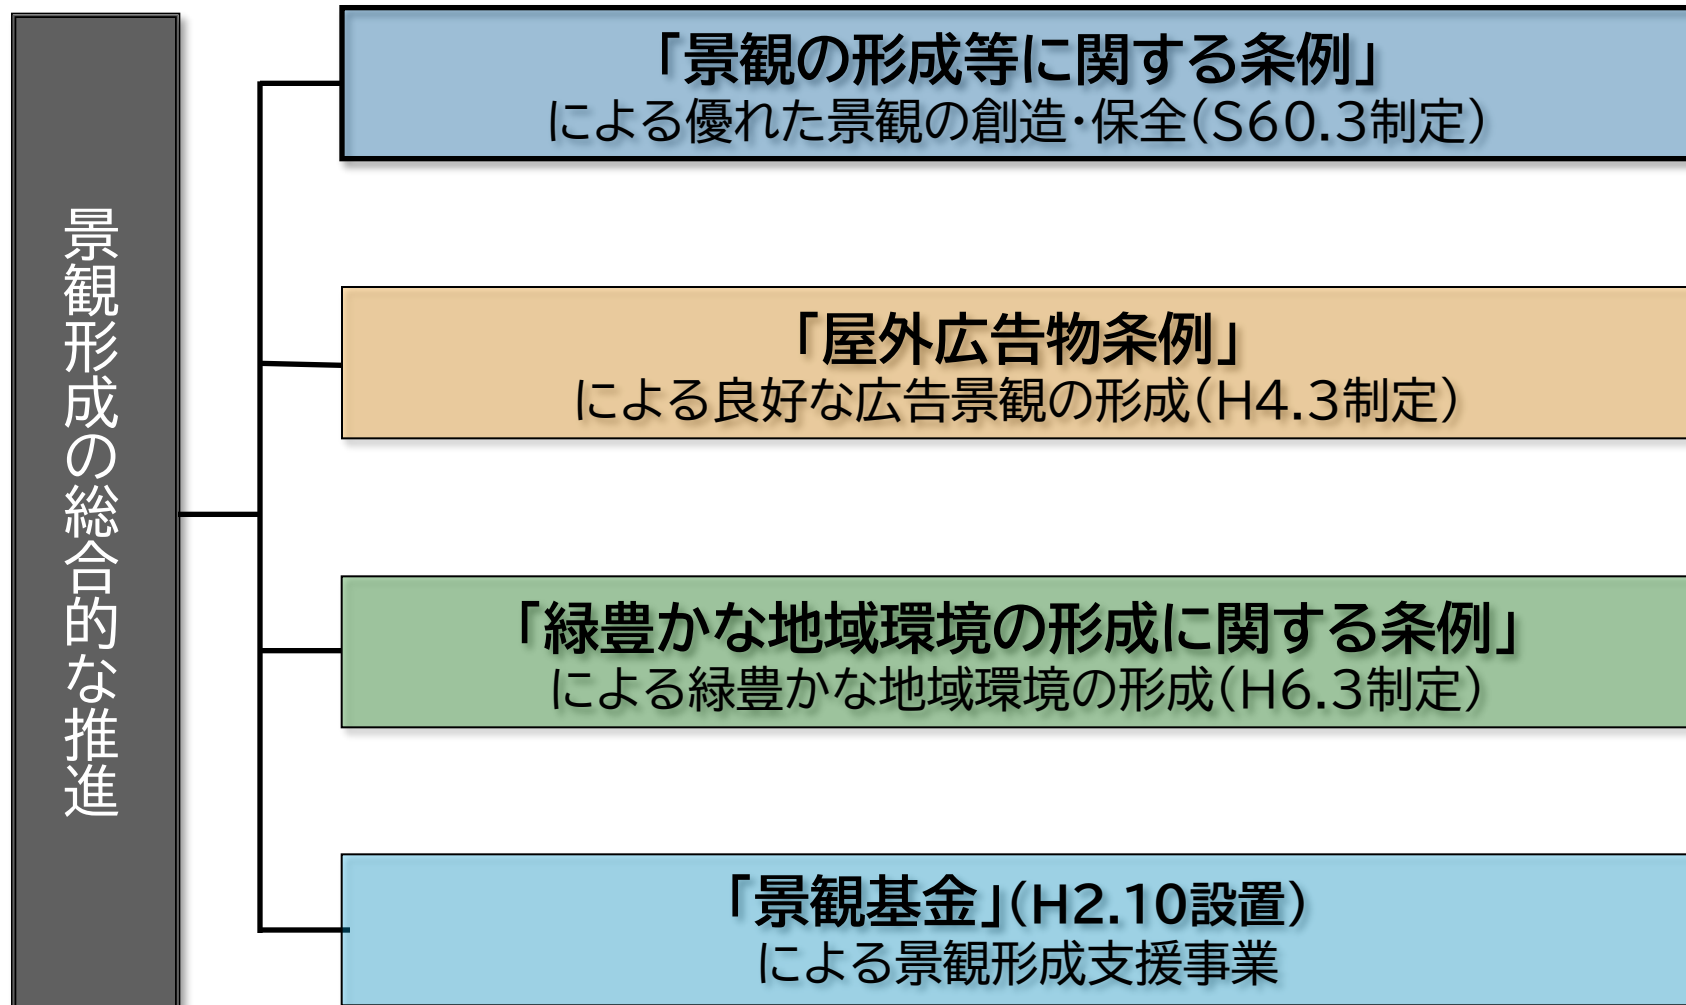 景観形成の総合的な推進
「景観の形成等に関する条例」
による優れた景観の創造・保全(S60.3制定)
「屋外広告物条例」
による良好な広告景観の形成(H4.3制定)
「緑豊かな地域環境の形成に関する条例」
による緑豊かな地域環境の形成(H6.3制定)
「景観基金」(H2.10設置)
による景観形成支援事業